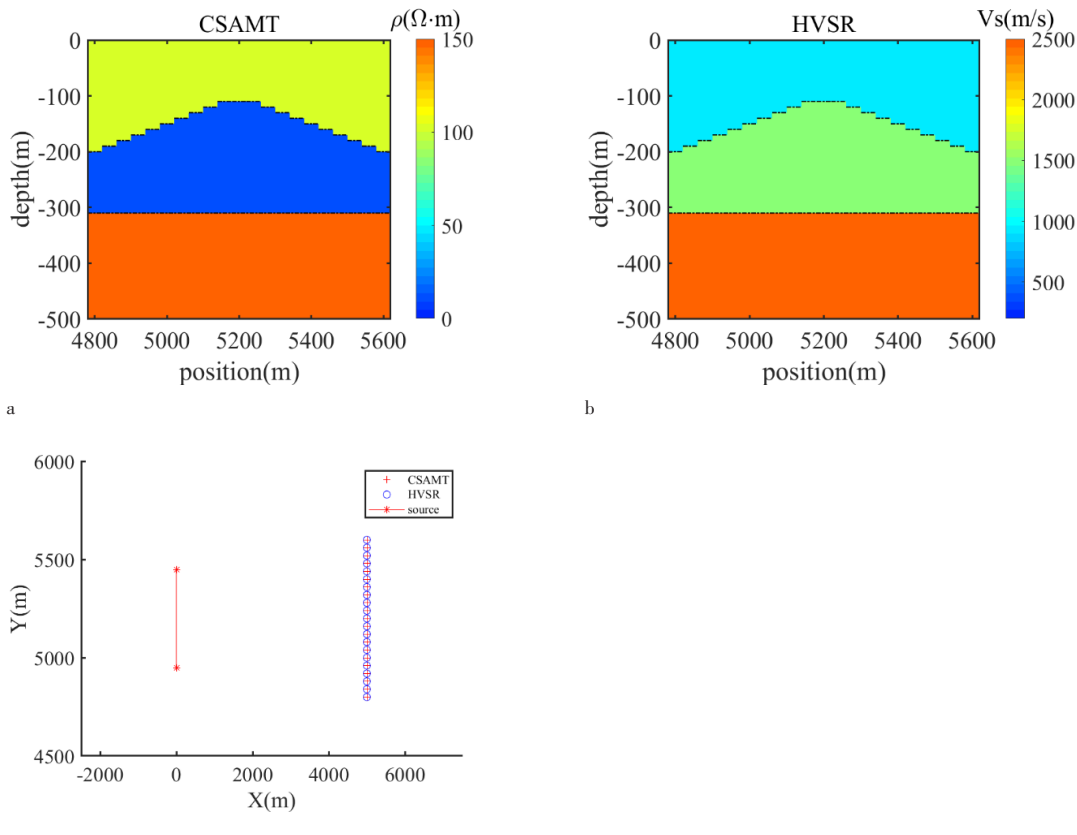 CSAMT
ρ(Ω·m)
0
-100
-200
-300
-400
-500
depth(m)
4800 5000 5200 5400 5600
position(m)
150
100
50
0
HVSR
Vs(m/s)
0
-100
-200
-300
-400
-500
depth(m)
4800 5000 5200 5400 5600
position(m)
2500
2000
1500
1000
500
a
b
6000
5500
5000
4500
Y(m)
-2000 0 2000 4000 6000
X(m)
CSAMT
HVSR
source